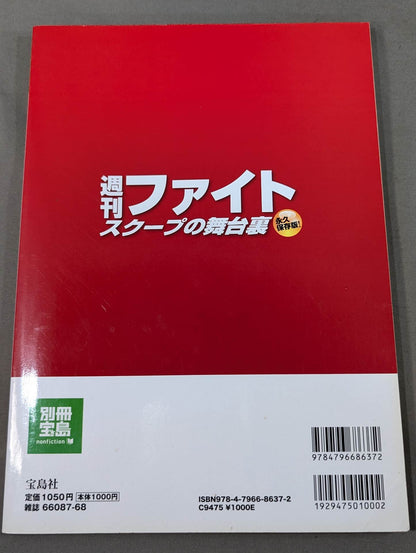 週刊ファイト
スクープの舞台裏
永久
保存版!
別冊
宝島
nonfiction
9784796686372
宝島社
定価1050円 本体1000円
雑誌 66087-68
ISBN978-4-7966-8637-2
C9475 ¥1000E
1929475010002